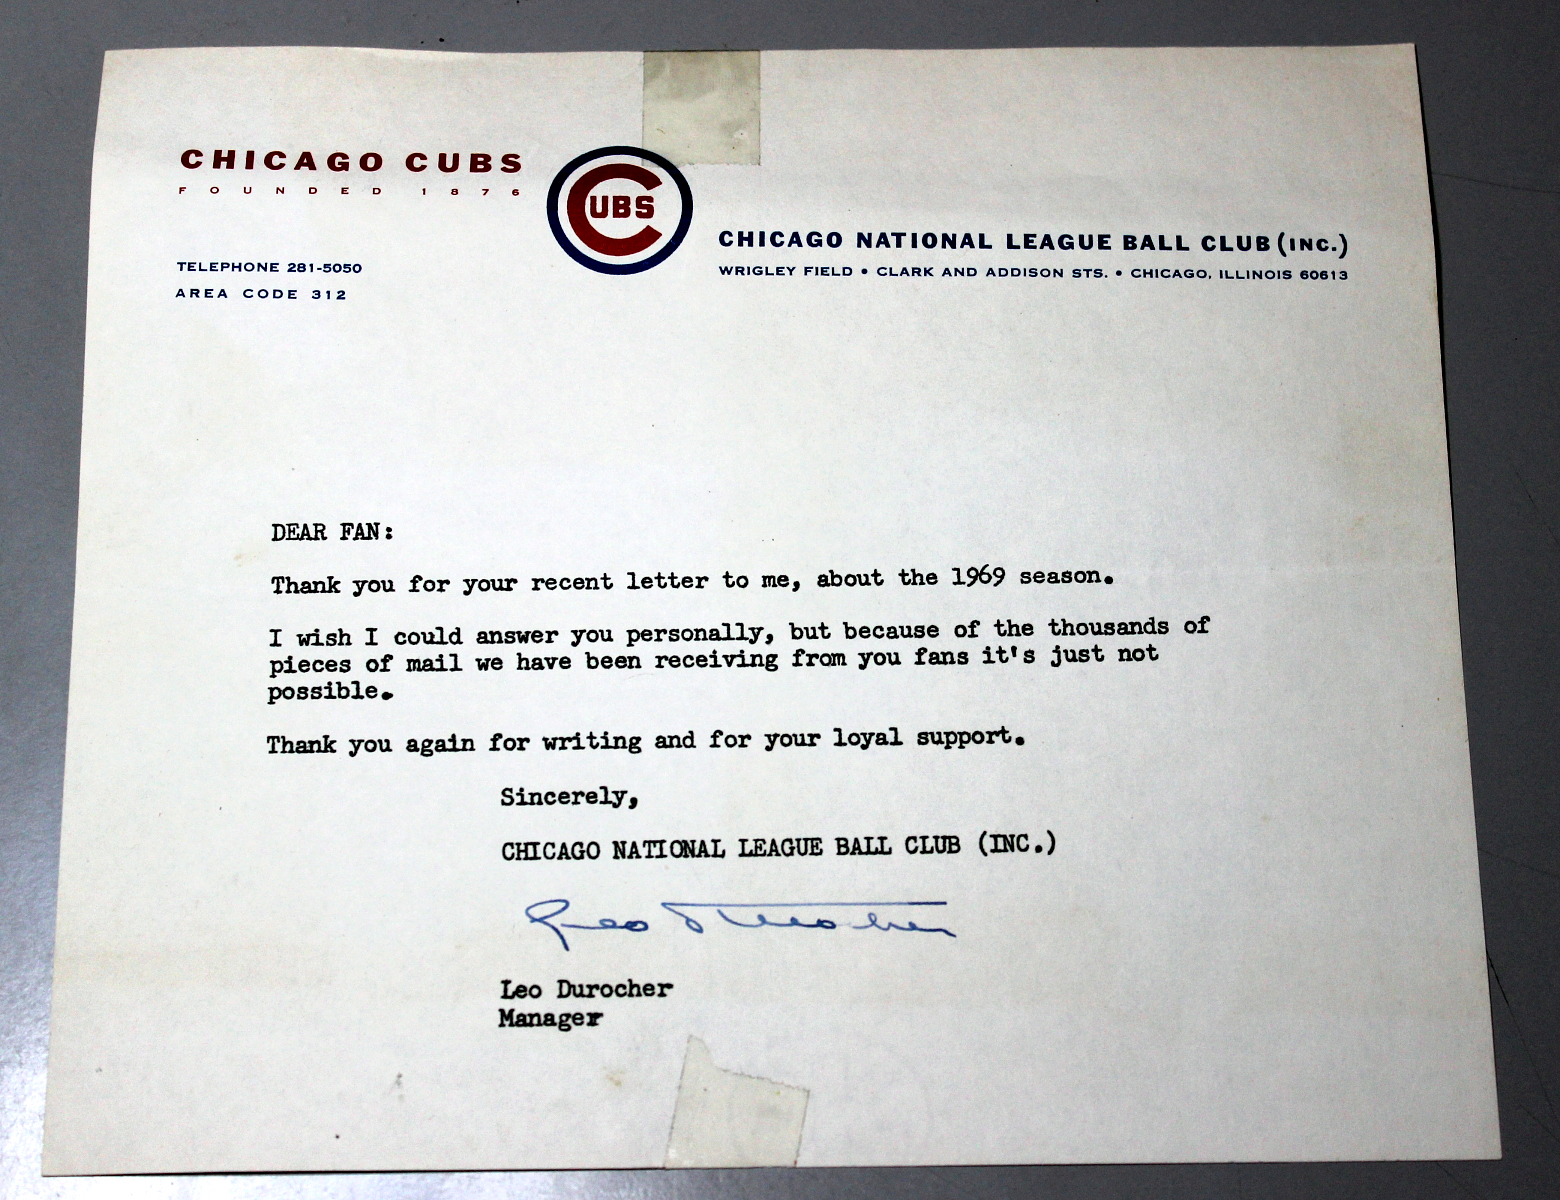 CHICAGO CUBS
FOUNDED 1876
CUBS
CHICAGO NATIONAL LEAGUE BALL CLUB (INC.)
WRIGLEY FIELD • CLARK AND ADDISON STS. • CHICAGO, ILLINOIS 60613
TELEPHONE 281-5050
AREA CODE 312
DEAR FAN:
Thank you for your recent letter to me, about the 1969 season.
I wish I could answer you personally, but because of the thousands of
pieces of mail we have been receiving from you fans it's just not
possible.
Thank you again for writing and for your loyal support.
Sincerely,
CHICAGO NATIONAL LEAGUE BALL CLUB (INC.)
Leo Durocher
Leo Durocher
Manager